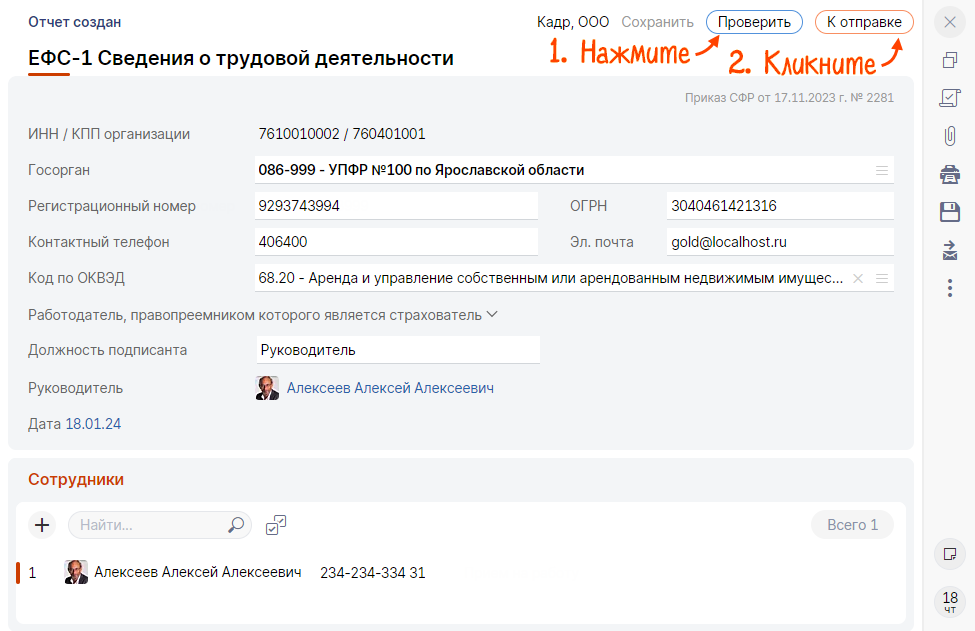 Отчет создан
Кадр, ООО Сохранить Проверить К отправке
1. Нажмите
2. Кликните
ЕФС-1 Сведения о трудовой деятельности
Приказ СФР от 17.11.2023 г. № 2281
ИНН / КПП организации 7610010002 / 760401001
Госорган 086-999 - УПФР №100 по Ярославской области
Регистрационный номер 9293743994 ОГРН 3040461421316
Контактный телефон 406400 Эл. почта gold@localhost.ru
Код по ОКВЭД 68.20 - Аренда и управление собственным или арендованным недвижимым имущес...
Работодатель, правопреемником которого является страхователь
Должность подписанта Руководитель
Руководитель Алексеев Алексей Алексеевич
Дата 18.01.24
Сотрудники
Найти... Всего 1
1 Алексеев Алексей Алексеевич 234-234-334 31
18
чт